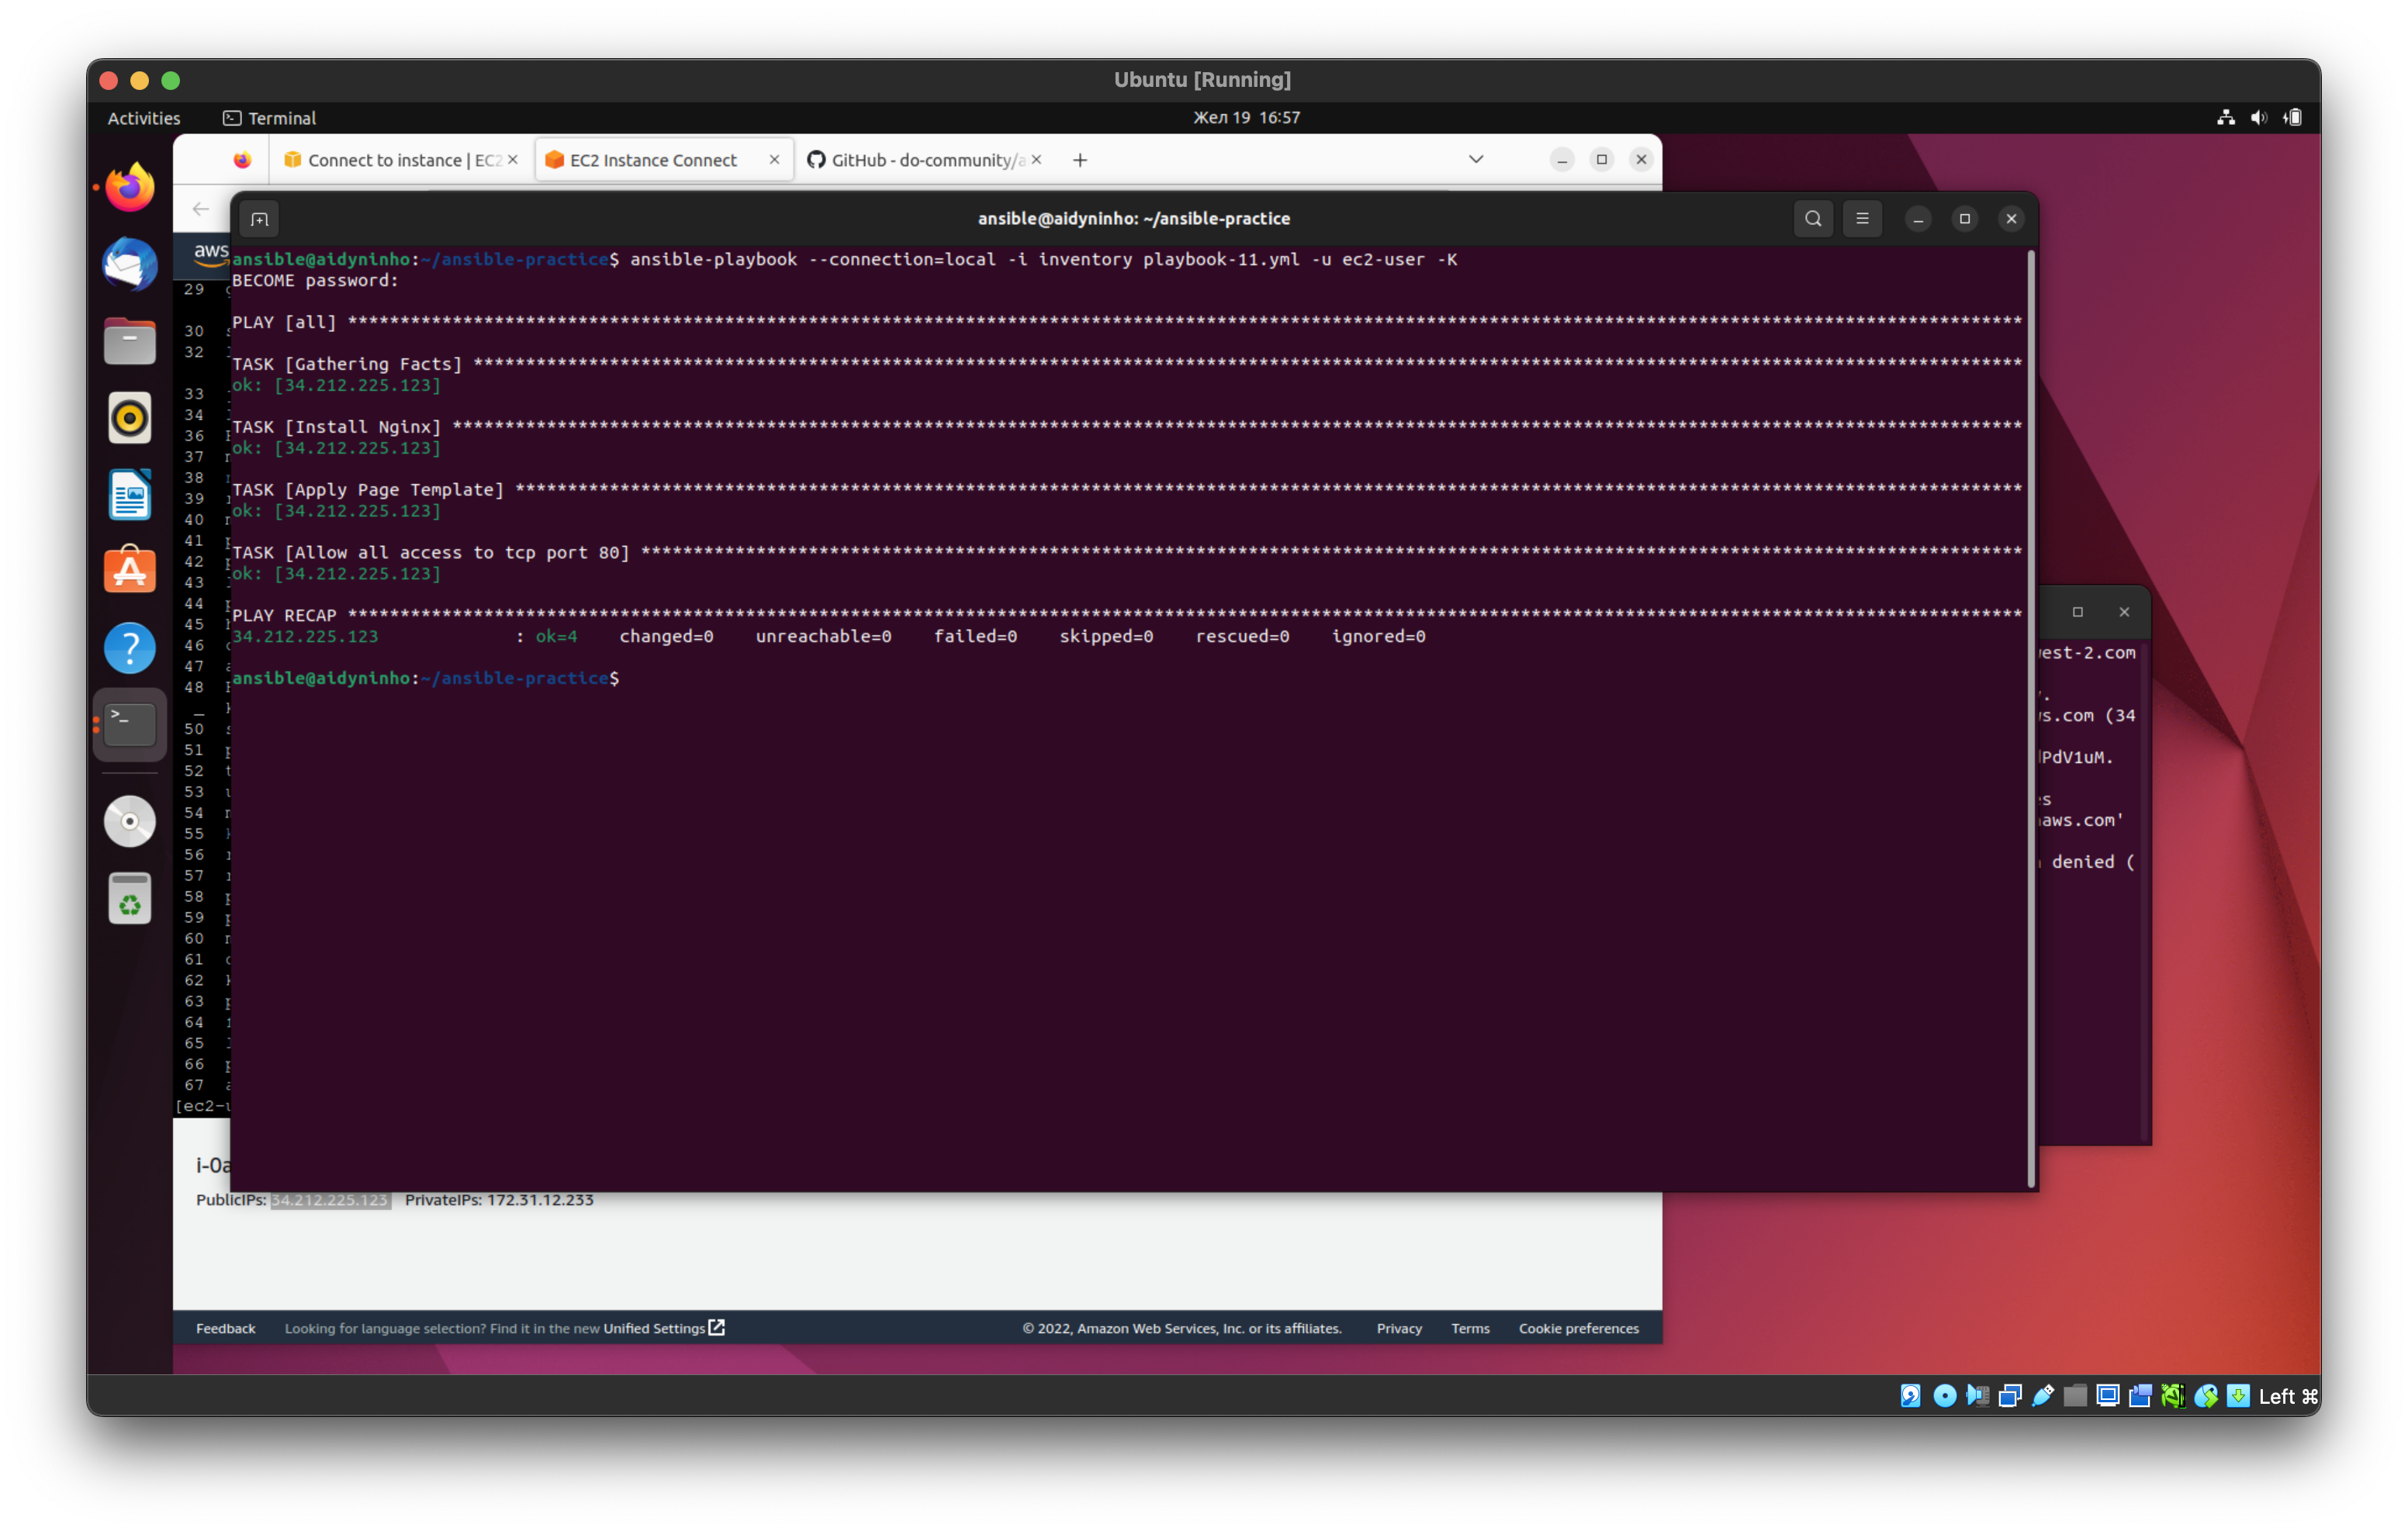 Ubuntu [Running]
Activities
Terminal
Жел 19 16:57
Connect to instance | EC2
EC2 Instance Connect
GitHub - do-community/a
ansible@aidyninho: ~/ansible-practice
aws
ansible@aidyninho:~/ansible-practice$ ansible-playbook --connection=local -i inventory playbook-11.yml -u ec2-user -K
BECOME password:
PLAY [all] ****************************************************************************************************************************************************************
TASK [Gathering Facts] ****************************************************************************************************************************************************
ok: [34.212.225.123]
TASK [Install Nginx] ******************************************************************************************************************************************************
ok: [34.212.225.123]
TASK [Apply Page Template] ************************************************************************************************************************************************
ok: [34.212.225.123]
TASK [Allow all access to tcp port 80] ************************************************************************************************************************************
ok: [34.212.225.123]
PLAY RECAP ****************************************************************************************************************************************************************
34.212.225.123 : ok=4 changed=0 unreachable=0 failed=0 skipped=0 rescued=0 ignored=0
ansible@aidyninho:~/ansible-practice$
29
30
32
33
34
36
37
38
39
40
41
42
43
44
45
46
47
48
50
51
52
53
54
55
56
57
58
59
60
61
62
63
64
65
66
67
[ec2-u
est-2.com
s.com (34
PdV1uM.
s
aws.com'
denied (
i-0a
PublicIPs: 34.212.225.123 PrivateIPs: 172.31.12.233
Feedback
Looking for language selection? Find it in the new Unified Settings
© 2022, Amazon Web Services, Inc. or its affiliates.
Privacy
Terms
Cookie preferences
Left ⌘